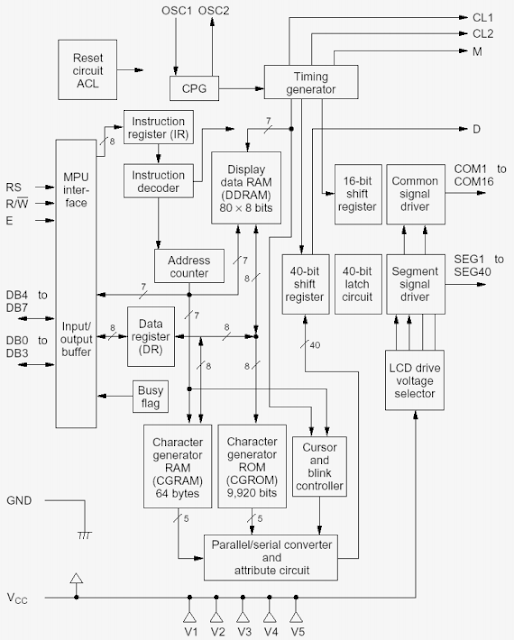 OSC1 OSC2
CL1
CL2
M
Reset
circuit
ACL
CPG
Timing
generator
7
D
Instruction
register (IR)
8
MPU
inter-
face
Instruction
decoder
Display
data RAM
(DDRAM)
80 × 8 bits
16-bit
shift
register
Common
signal
driver
COM1 to
COM16
RS
R/W
E
Address
counter
7
8
40-bit
shift
register
40-bit
latch
circuit
Segment
signal
driver
SEG1 to
SEG40
7
7
DB4 to
DB7
DB0 to
DB3
Input/
output
buffer
8
Data
register
(DR)
8
40
8
8
LCD drive
voltage
selector
Busy
flag
Character
generator
RAM
(CGRAM)
64 bytes
Character
generator
ROM
(CGROM)
9,920 bits
Cursor
and
blink
controller
GND
5
5
Parallel/serial converter
and
attribute circuit
VCC
V1 V2 V3 V4 V5